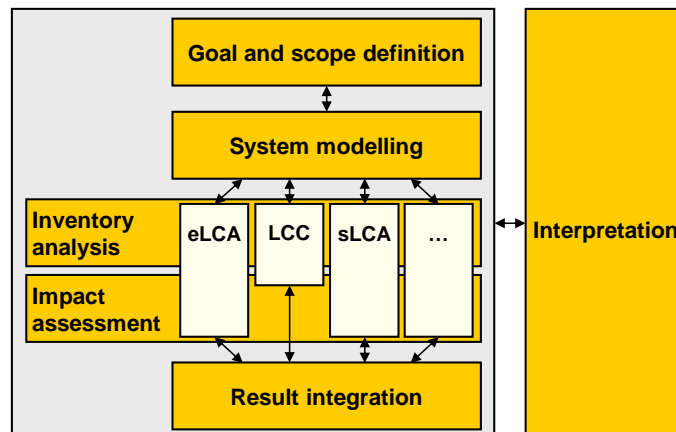 Goal and scope definition
System modelling
Inventory
analysis
eLCA
LCC
sLCA
...
Interpretation
Impact
assessment
Result integration